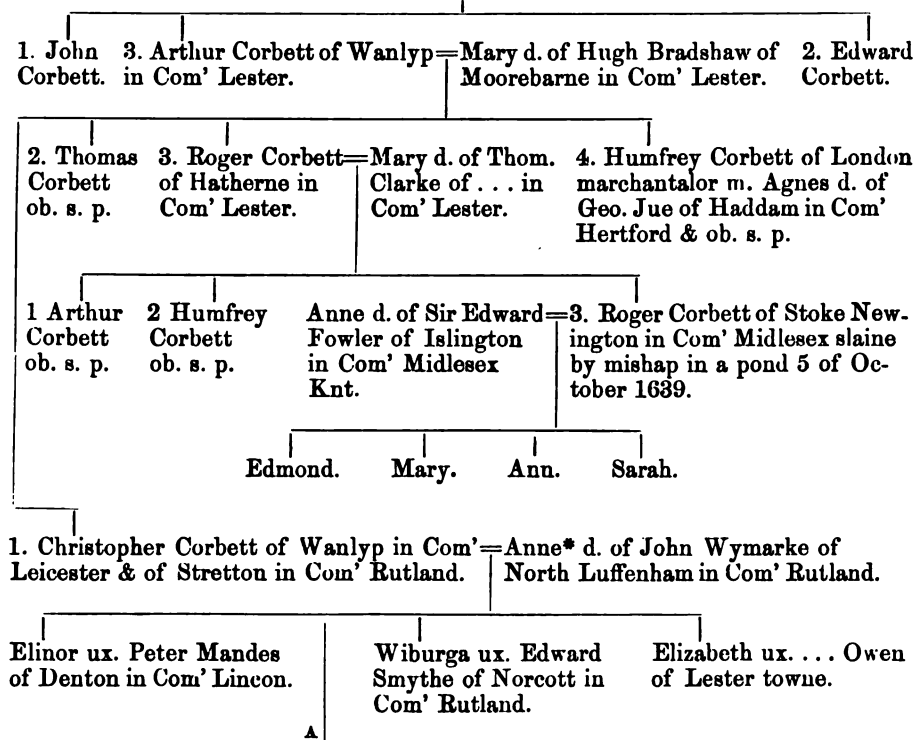 1. John
Corbett.
3. Arthur Corbett of Wanlyp=Mary d. of Hugh Bradshaw of
in Com' Lester.
Moorebarne in Com' Lester.
2. Edward
Corbett.
2. Thomas
Corbett
ob. s. p.
3. Roger Corbett=Mary d. of Thom.
of Hatherne in
Com' Lester.
Clarke of . . . in
Com' Lester.
4. Humfrey Corbett of London
marchantalor m. Agnes d. of
Geo. Jue of Haddam in Com'
Hertford & ob. s. p.
1 Arthur
Corbett
ob. s. p.
2 Humfrey
Corbett
ob. s. p.
Anne d. of Sir Edward=3. Roger Corbett of Stoke New-
Fowler of Islington
in Com' Midlesex
Knt.
ington in Com' Midlesex slaine
by mishap in a pond 5 of Oc-
tober 1639.
Edmond. Mary. Ann. Sarah.
1. Christopher Corbett of Wanlyp in Com'=Anne* d. of John Wymarke of
Leicester & of Stretton in Com' Rutland.
North Luffenham in Com' Rutland.
Elinor ux. Peter Mandes
of Denton in Com' Lincon.
Wiburga ux. Edward
Smythe of Norcott in
Com' Rutland.
Elizabeth ux. . . . Owen
of Lester towne.
A